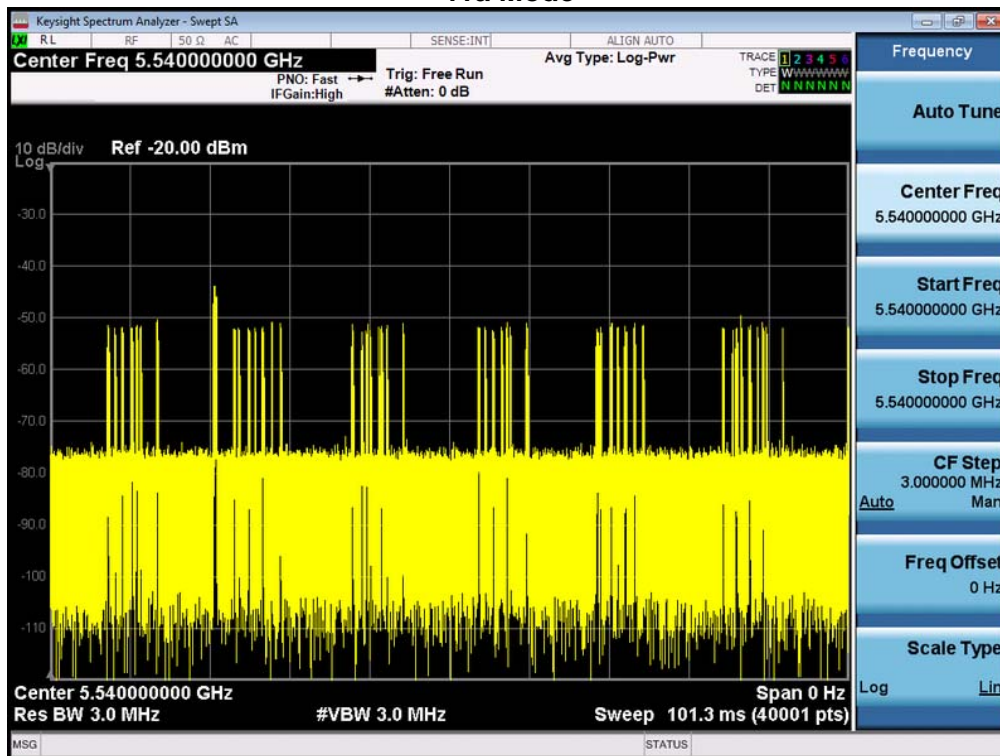 Keysight Spectrum Analyzer - Swept SA
RL RF 50 Ω AC SENSE:INT ALIGN AUTO
Center Freq 5.540000000 GHz
PNO: Fast
IFGain:High
Trig: Free Run
#Atten: 0 dB
Avg Type: Log-Pwr
TRACE 1 2 3 4 5 6
TYPE W
DET N N N N N N
10 dB/div Ref -20.00 dBm
Log
-30.0
-40.0
-50.0
-60.0
-70.0
-80.0
-90.0
-100
-110
Center 5.540000000 GHz Span 0 Hz
Res BW 3.0 MHz #VBW 3.0 MHz Sweep 101.3 ms (40001 pts)
MSG STATUS
Frequency
Auto Tune
Center Freq
5.540000000 GHz
Start Freq
5.540000000 GHz
Stop Freq
5.540000000 GHz
CF Step
3.000000 MHz
Auto Man
Freq Offset
0 Hz
Scale Type
Log Lin